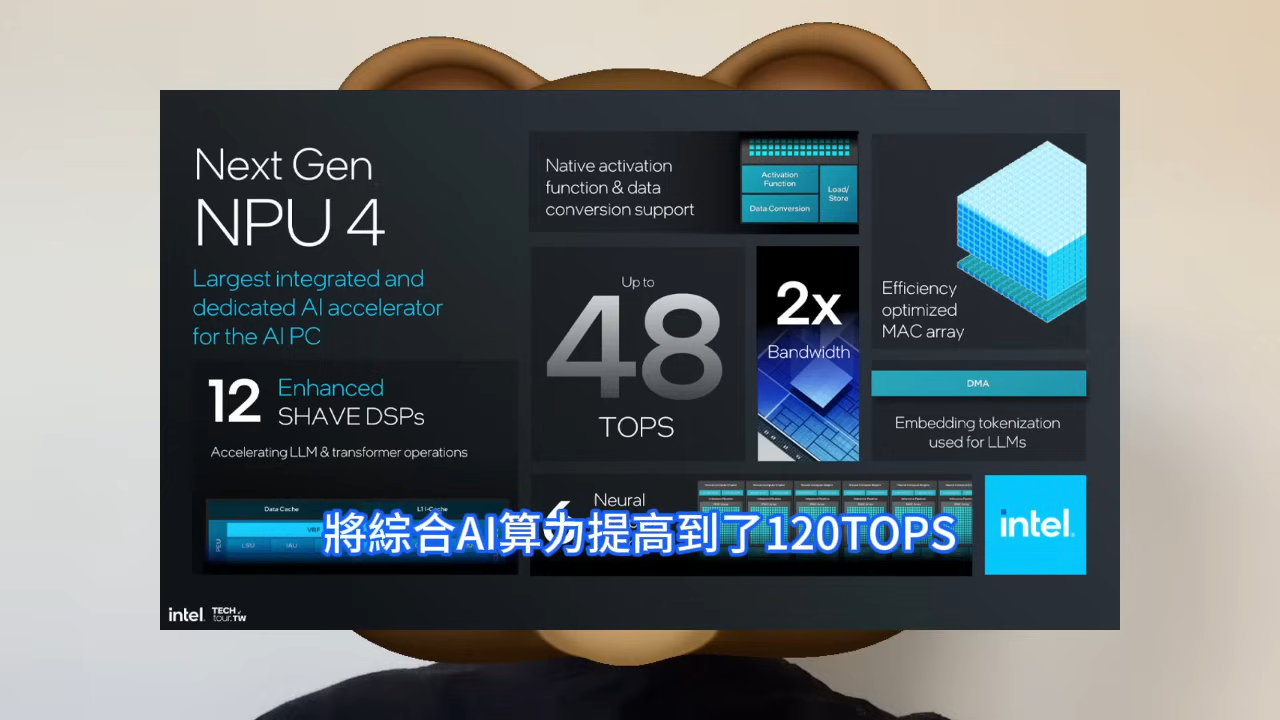 Next Gen
NPU 4
Largest integrated and
dedicated AI accelerator
for the AI PC
12
Enhanced
SHAVE DSPs
Accelerating LLM & transformer operations
Data Cache
L1 I-Cache
LSU
IAU
Native activation
function & data
conversion support
Activation
Function
Data Conversion
Load/
Store
Up to
48
TOPS
2x
Bandwidth
Efficiency
optimized
MAC array
DMA
Embedding tokenization
used for LLMs
Neural
將綜合AI算力提高到了120TOPS
intel.
intel.
TECH
tour.TW